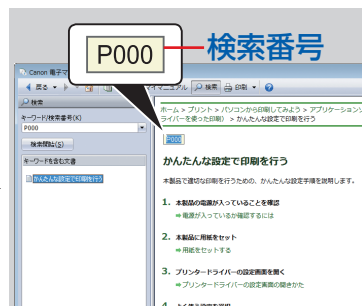 P000 検索番号
Canon 電子マ
戻る マイマニュアル 検索 印刷
検索
キーワード/検索番号(K)
P000
検索開始(S)
キーワードを含む文書
かんたんな設定で印刷を行う
ホーム > プリント > パソコンから印刷してみよう > アプリケーションソ
ライバーを使った印刷) > かんたんな設定で印刷を行う
P000
かんたんな設定で印刷を行う
本製品で適切な印刷を行うための、かんたんな設定手順を説明します。
1. 本製品の電源が入っていることを確認
⇒電源が入っているか確認するには
2. 本製品に用紙をセット
⇒用紙をセットする
3. プリンタードライバーの設定画面を開く
⇒プリンタードライバーの設定画面の開きかた